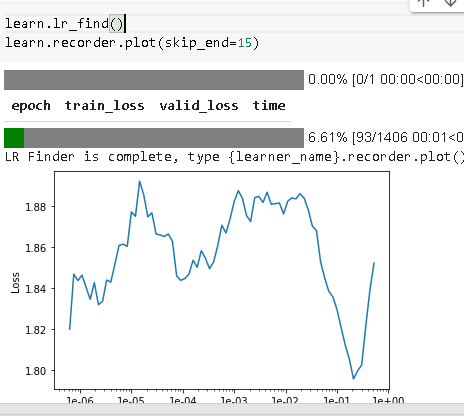 learn.lr_find()
learn.recorder.plot(skip_end=15)
0.00% [0/1 00:00<00:00]
epoch train_loss valid_loss time
6.61% [93/1406 00:01<0
LR Finder is complete, type {learner_name}.recorder.plot()
1.88
1.86
1.84
1.82
1.80
Loss
1e-06 1e-05 1e-04 1e-03 1e-02 1e-01 1e+00